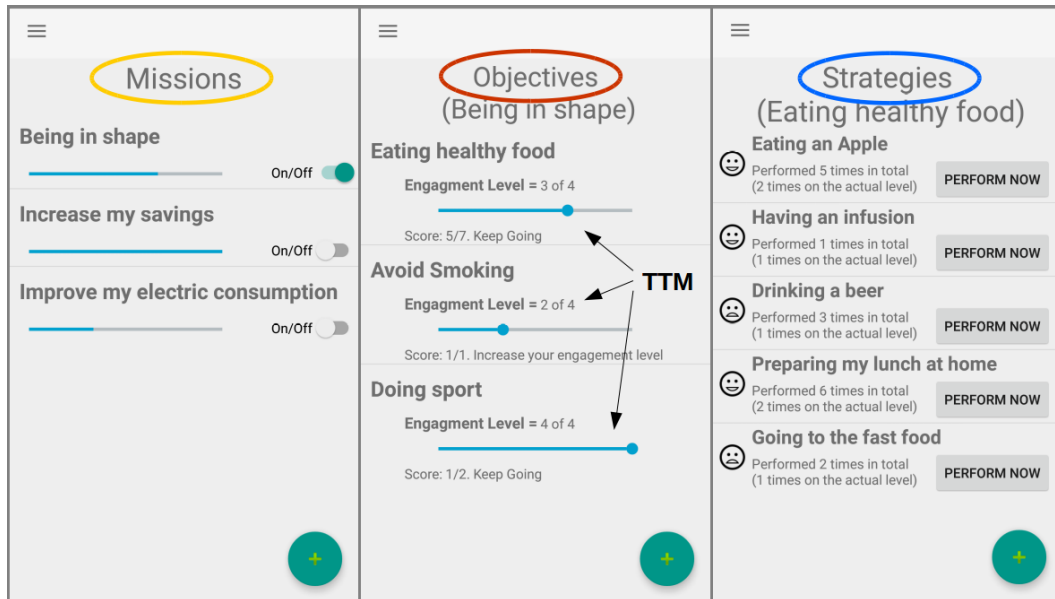 Missions
Being in shape
On/Off
Increase my savings
On/Off
Improve my electric consumption
On/Off
+
Objectives
(Being in shape)
Eating healthy food
Engagment Level = 3 of 4
Score: 5/7. Keep Going
Avoid Smoking
TTM
Engagment Level = 2 of 4
Score: 1/1. Increase your engagement level
Doing sport
Engagment Level = 4 of 4
Score: 1/2. Keep Going
+
Strategies
(Eating healthy food)
Eating an Apple
Performed 5 times in total
(2 times on the actual level)
PERFORM NOW
Having an infusion
Performed 1 times in total
(1 times on the actual level)
PERFORM NOW
Drinking a beer
Performed 3 times in total
(1 times on the actual level)
PERFORM NOW
Preparing my lunch at home
Performed 6 times in total
(2 times on the actual level)
PERFORM NOW
Going to the fast food
Performed 2 times in total
(1 times on the actual level)
PERFORM NOW
+